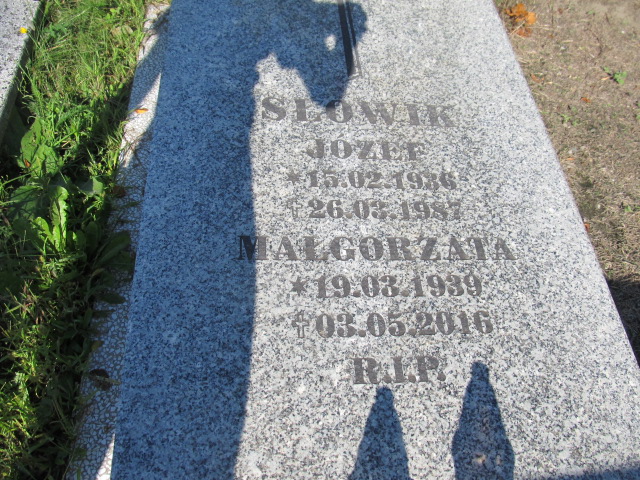 SŁOWIK
JÓZEF
*15.02.1936
†26.03.1987
MAŁGORZATA
*19.03.1939
†03.05.2016
R.I.P.